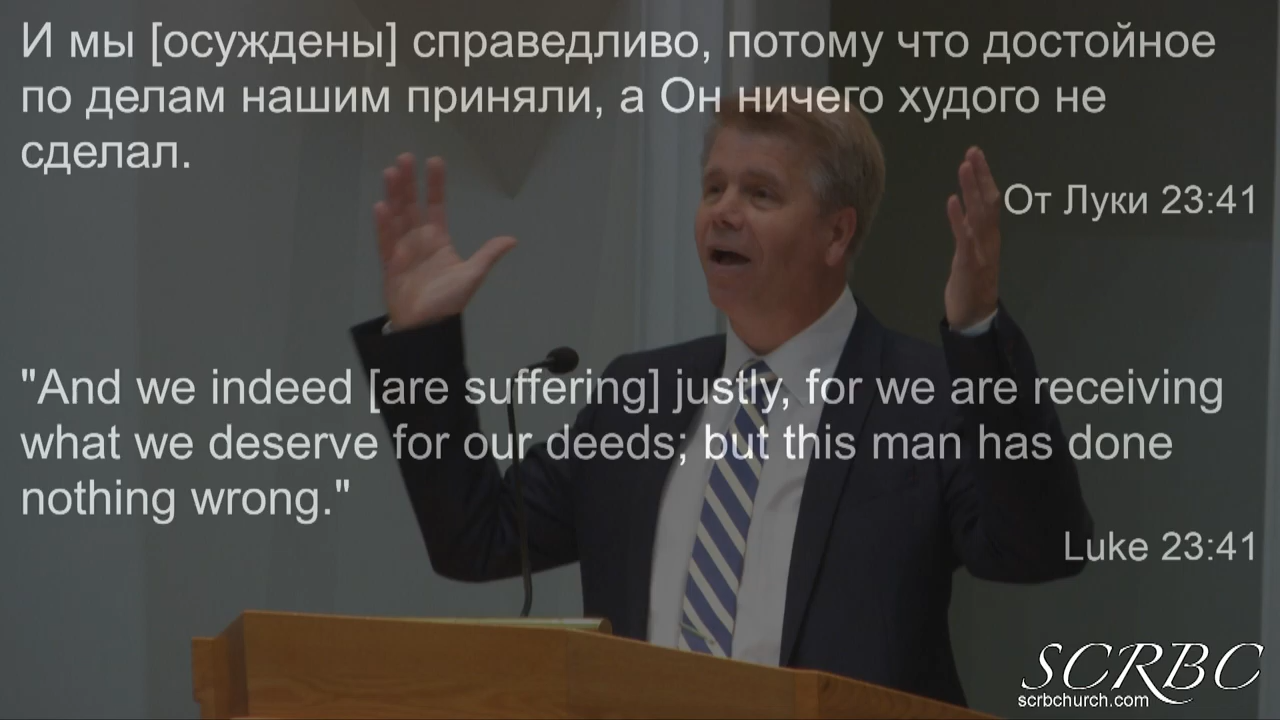 И мы [осуждены] справедливо, потому что достойное
по делам нашим приняли, а Он ничего худого не
сделал.
От Луки 23:41
"And we indeed [are suffering] justly, for we are receiving
what we deserve for our deeds; but this man has done
nothing wrong."
Luke 23:41
SCRBC
scrbchurch.com